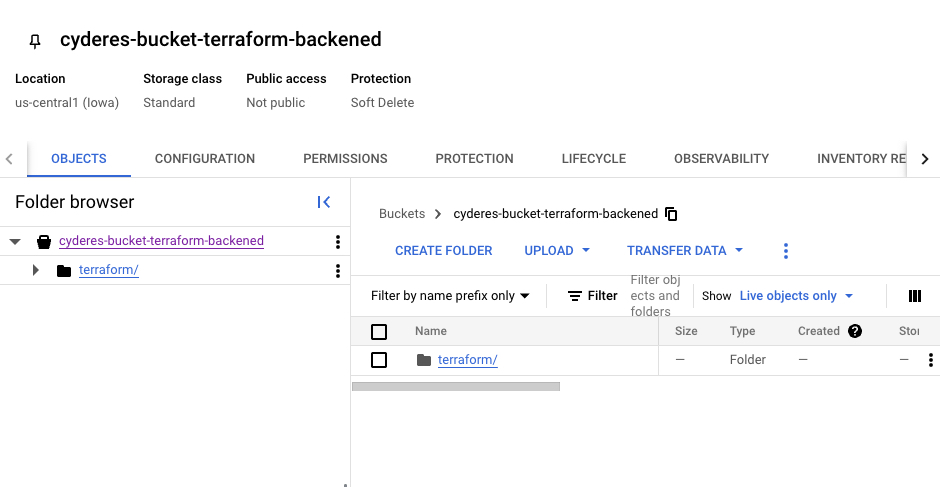 cyderes-bucket-terraform-backened
Location Storage class Public access Protection
us-central1 (Iowa) Standard Not public Soft Delete
OBJECTS CONFIGURATION PERMISSIONS PROTECTION LIFECYCLE OBSERVABILITY INVENTORY RE
Folder browser
cyderes-bucket-terraform-backened
terraform/
Buckets > cyderes-bucket-terraform-backened
CREATE FOLDER UPLOAD TRANSFER DATA
Filter by name prefix only Filter
Filter obj
ects and
folders
Show Live objects only
Name Size Type Created Stor
terraform/ — Folder — —